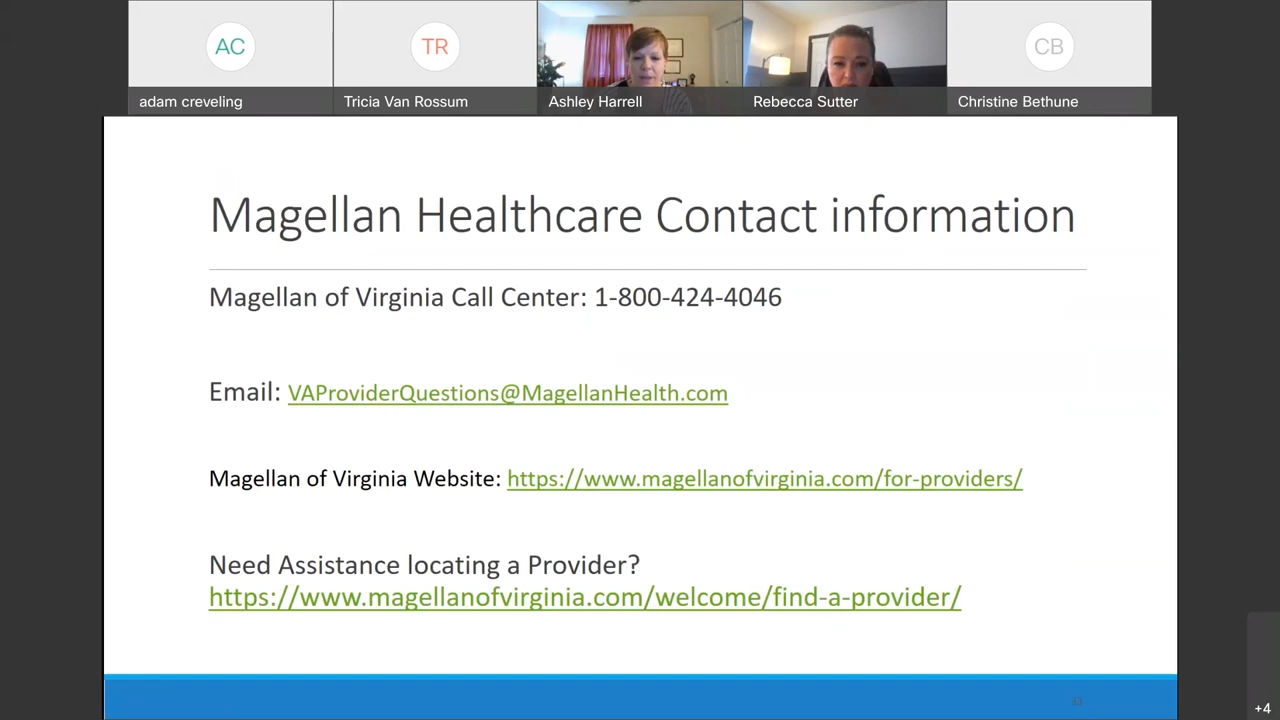 AC
TR
CB
adam creveling
Tricia Van Rossum
Ashley Harrell
Rebecca Sutter
Christine Bethune
Magellan Healthcare Contact information
Magellan of Virginia Call Center: 1-800-424-4046
Email: VAProviderQuestions@MagellanHealth.com
Magellan of Virginia Website: https://www.magellanofvirginia.com/for-providers/
Need Assistance locating a Provider?
https://www.magellanofvirginia.com/welcome/find-a-provider/
33
+4